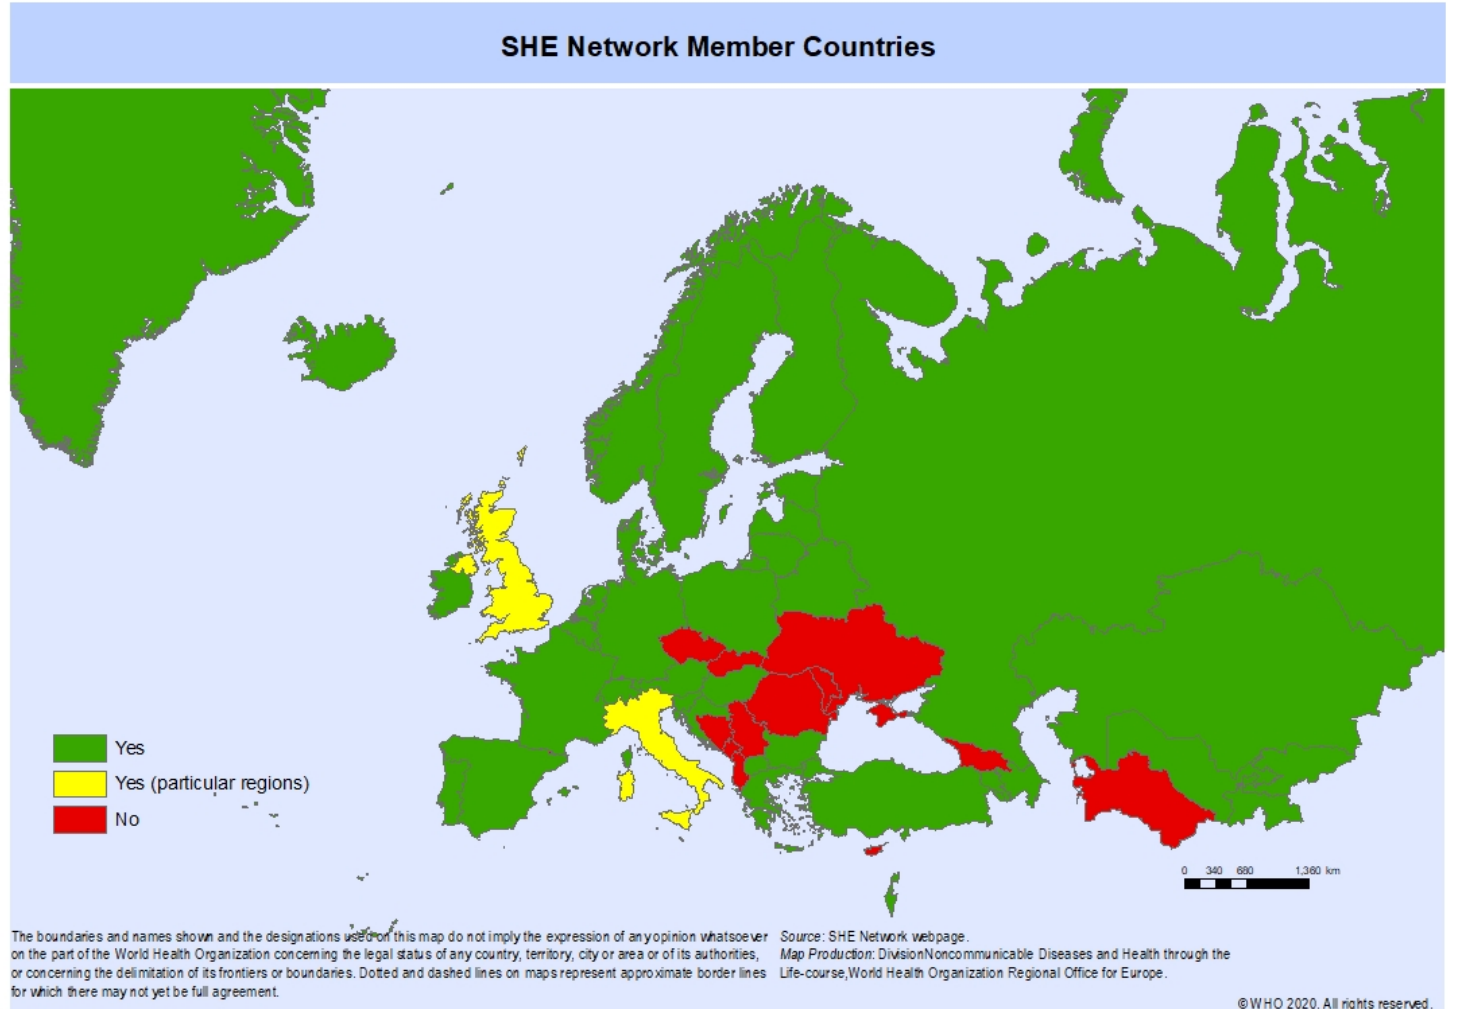 SHE Network Member Countries
Yes
Yes (particular regions)
No
0 340 680 1,360 km
The boundaries and names shown and the designations used on this map do not imply the expression of any opinion whatsoever
on the part of the World Health Organization concerning the legal status of any country, territory, city or area or of its authorities,
or concerning the delimitation of its frontiers or boundaries. Dotted and dashed lines on maps represent approximate border lines
for which there may not yet be full agreement.
Source: SHE Network webpage.
Map Production: DivisionNoncommunicable Diseases and Health through the
Life-course,World Health Organization Regional Office for Europe.
© WHO 2020. All rights reserved.